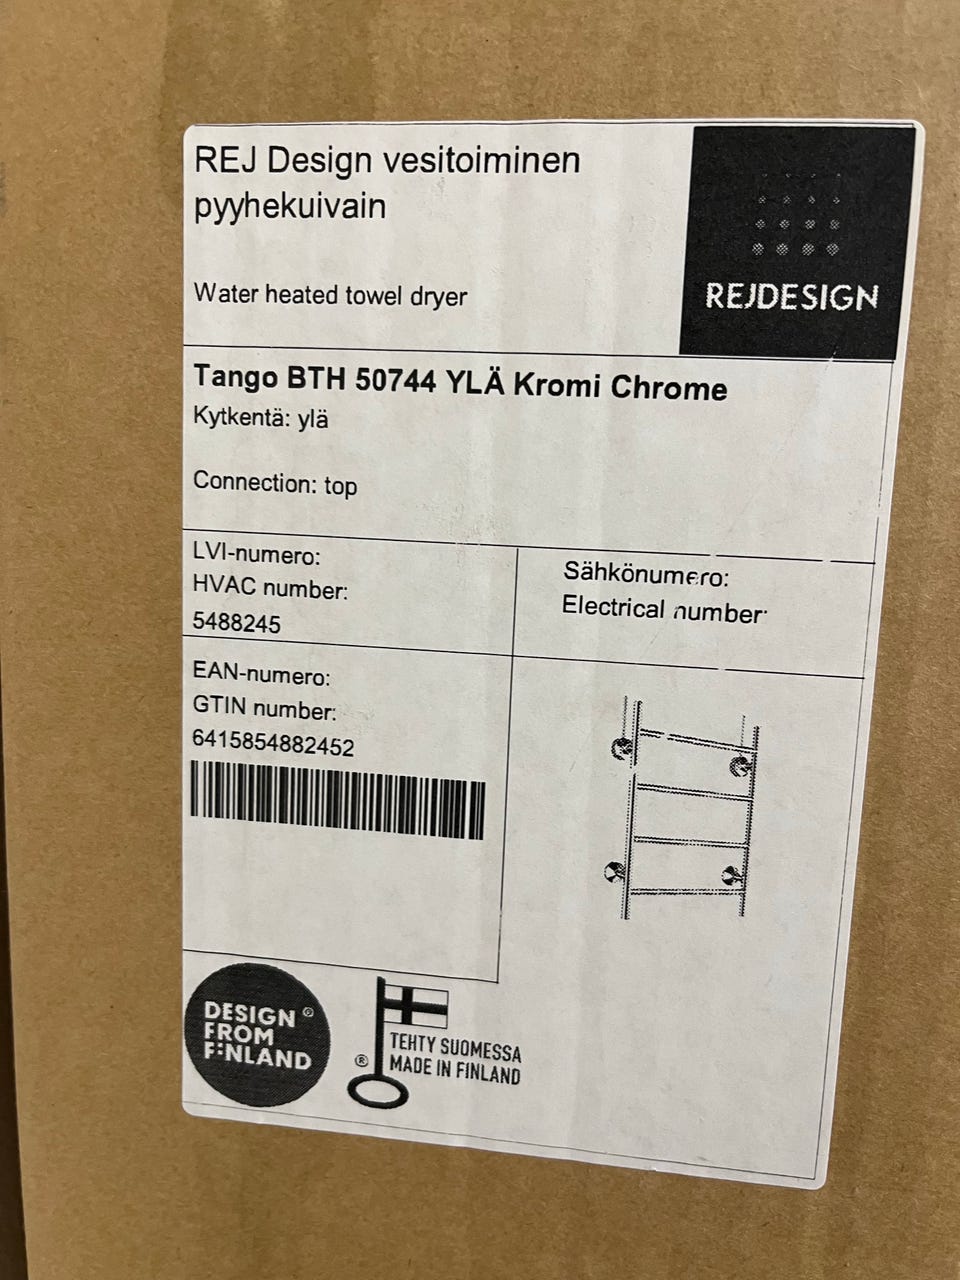 REJ Design vesitoiminen
pyyhekuivain
Water heated towel dryer
REJDESIGN
Tango BTH 50744 YLÄ Kromi Chrome
Kytkentä: ylä
Connection: top
LVI-numero:
HVAC number:
5488245
Sähkönumero:
Electrical number:
EAN-numero:
GTIN number:
6415854882452
DESIGN ®
FROM
FINLAND
® TEHTY SUOMESSA
MADE IN FINLAND